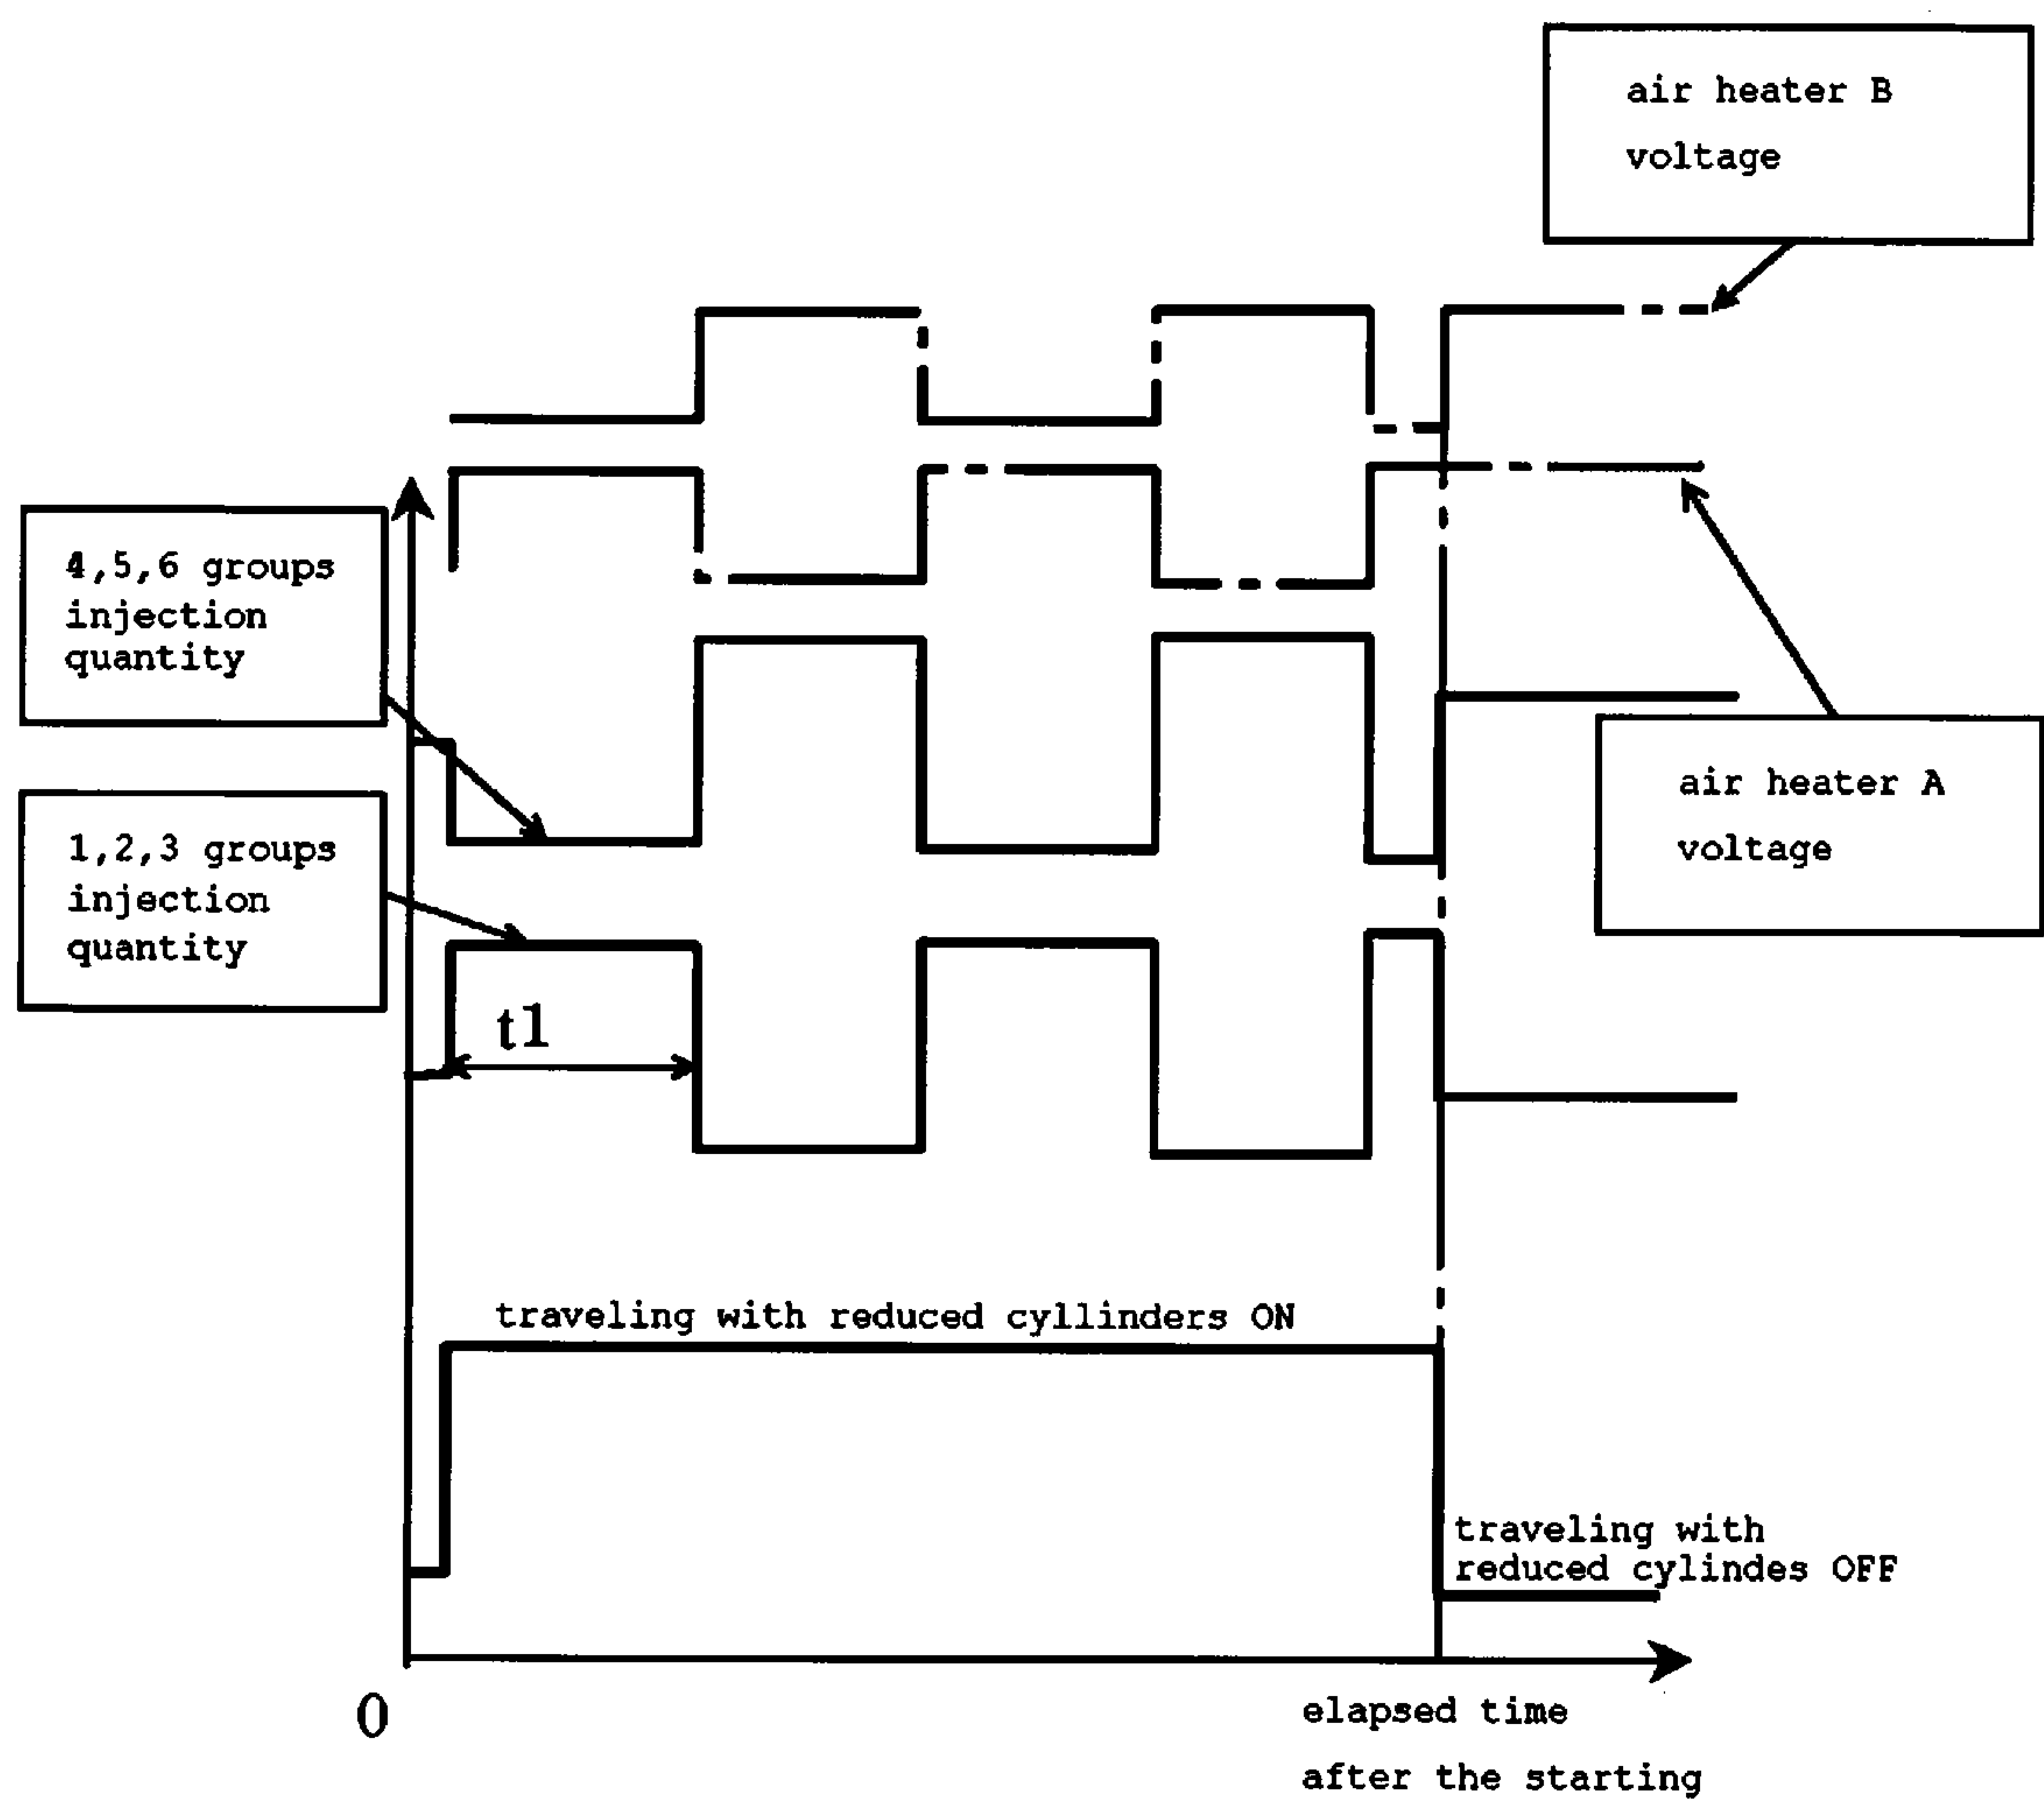 air heater B
voltage
4,5,6 groups
injection
quantity
1,2,3 groups
injection
quantity
air heater A
voltage
t1
traveling with reduced cyllinders ON
traveling with
reduced cylindes OFF
0
elapsed time
after the starting